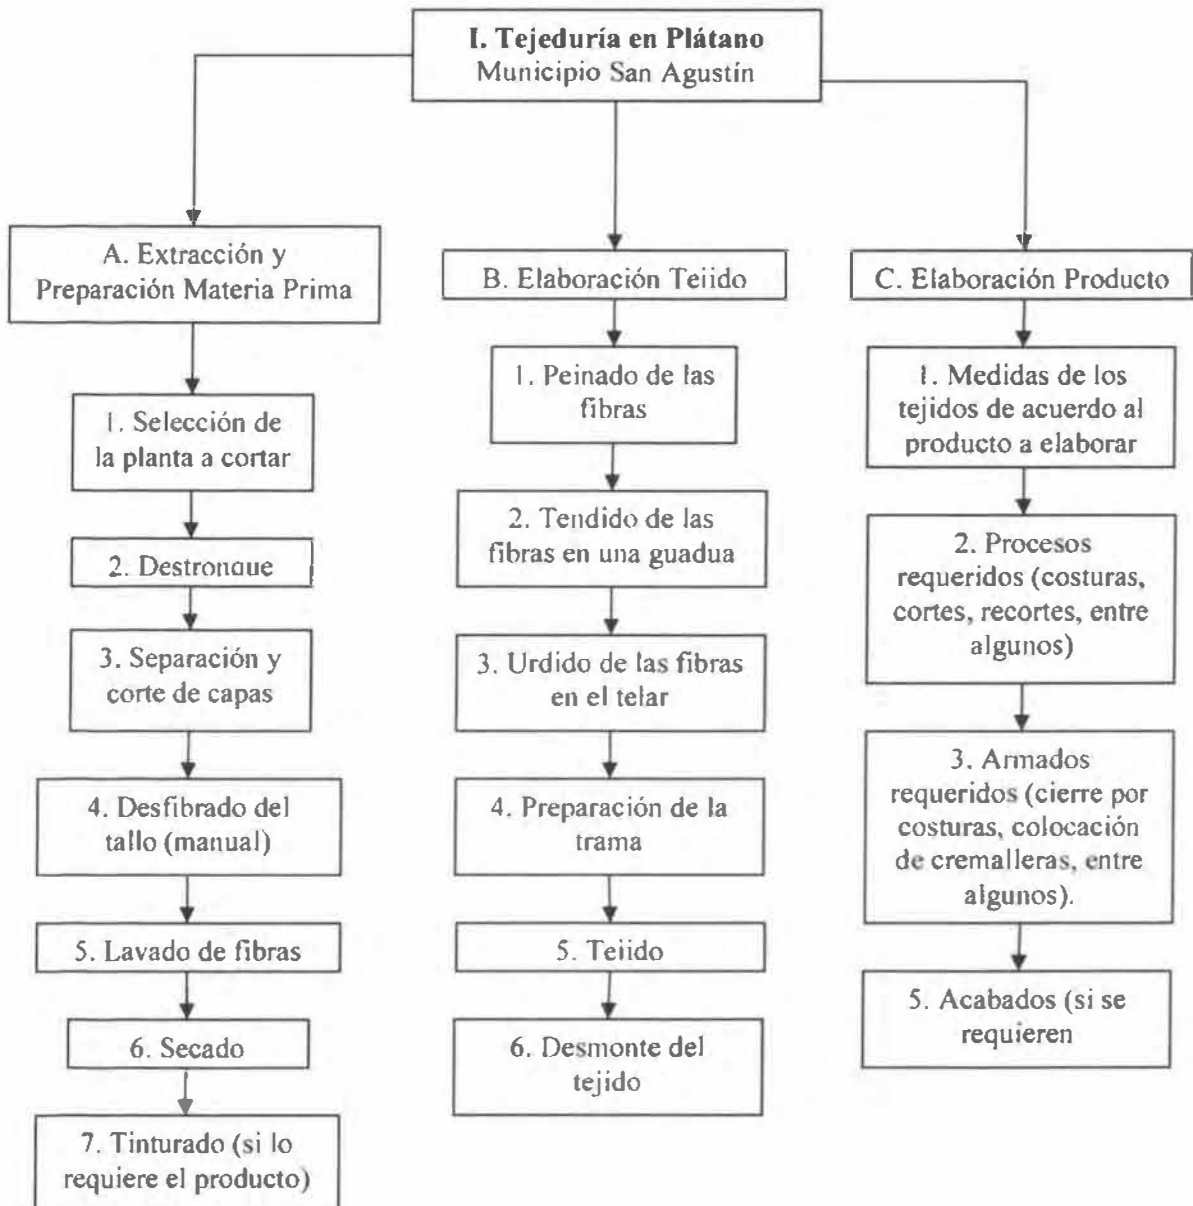 I. Tejeduría en Plátano
Municipio San Agustín
A. Extracción y
Preparación Materia Prima
1. Selección de
la planta a cortar
2. Destronque
3. Separación y
corte de capas
4. Desfibrado del
tallo (manual)
5. Lavado de fibras
6. Secado
7. Tinturado (si lo
requiere el producto)
B. Elaboración Tejido
1. Peinado de las
fibras
2. Tendido de las
fibras en una guadua
3. Urdido de las fibras
en el telar
4. Preparación de la
trama
5. Tejido
6. Desmonte del
tejido
C. Elaboración Producto
1. Medidas de los
tejidos de acuerdo al
producto a elaborar
2. Procesos
requeridos (costuras,
cortes, recortes, entre
algunos)
3. Armados
requeridos (cierre por
costuras, colocación
de cremalleras, entre
algunos).
5. Acabados (si se
requieren